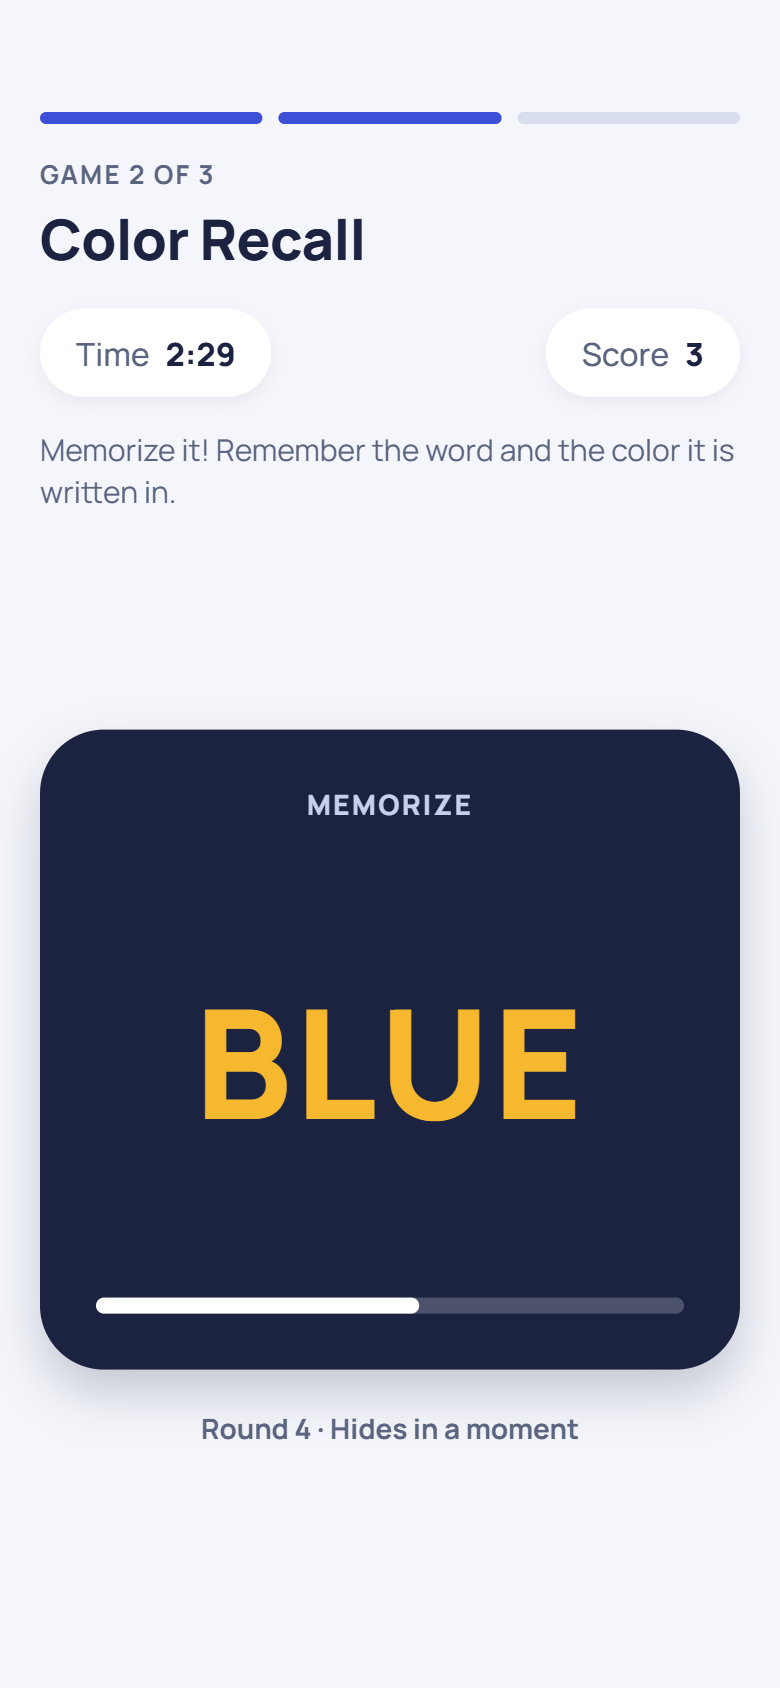 GAME 2 OF 3
Color Recall
Time 2:29
Score 3
Memorize it! Remember the word and the color it is
written in.
MEMORIZE
BLUE
Round 4 · Hides in a moment